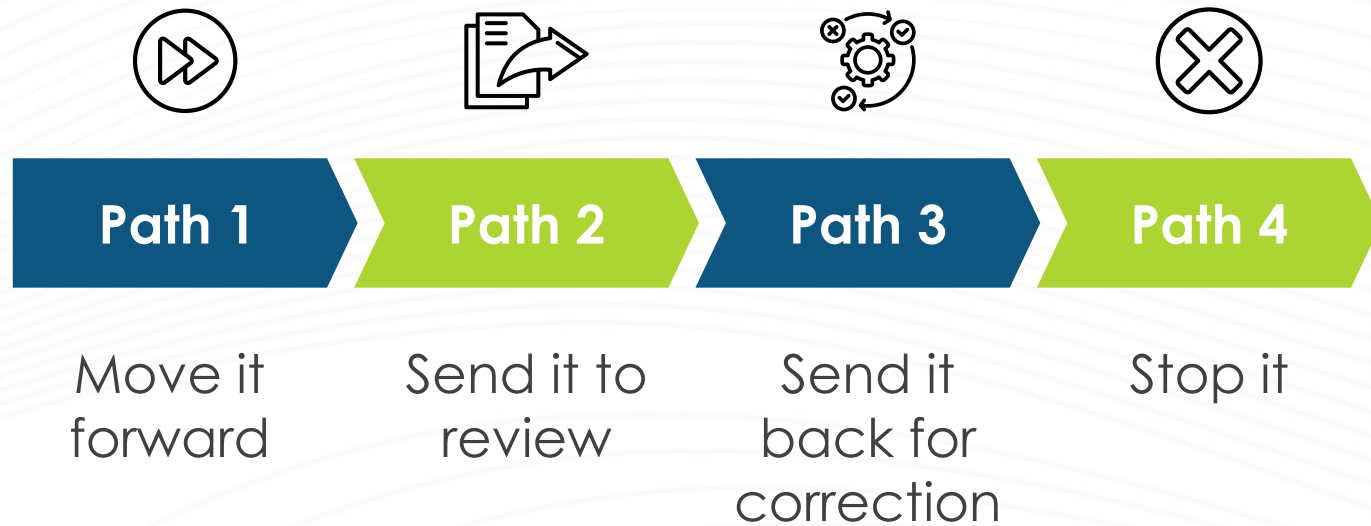 Path 1
Path 2
Path 3
Path 4
Move it
forward
Send it to
review
Send it
back for
correction
Stop it